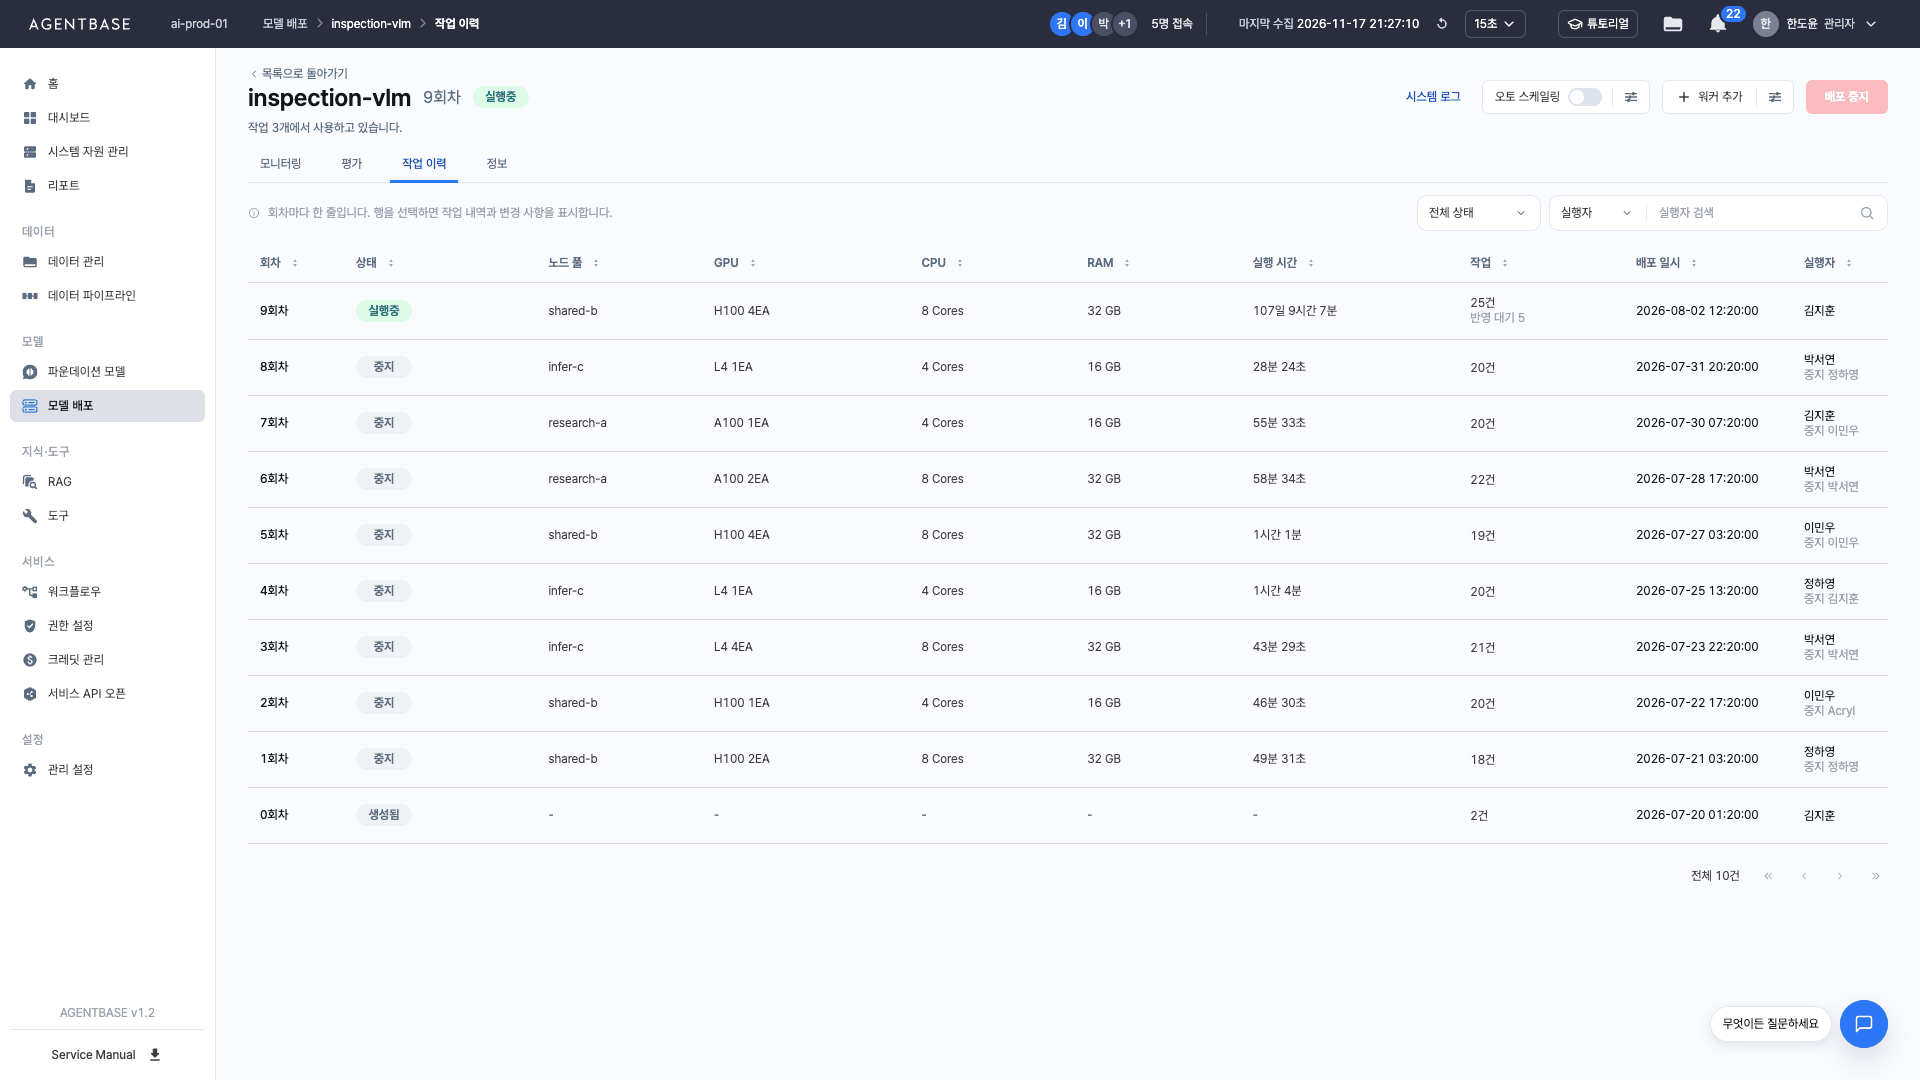 AGENTBASE
ai-prod-01
모델 배포 > inspection-vlm > 작업 이력
김 이 박 +1 5명 접속
마지막 수집 2026-11-17 21:27:10
15초
튜토리얼
22
한 한도윤 관리자
홈
대시보드
시스템 자원 관리
리포트
데이터
데이터 관리
데이터 파이프라인
모델
파운데이션 모델
모델 배포
지식·도구
RAG
도구
서비스
워크플로우
권한 설정
크레딧 관리
서비스 API 오픈
설정
관리 설정
AGENTBASE v1.2
Service Manual
목록으로 돌아가기
inspection-vlm 9회차 실행중
작업 3개에서 사용하고 있습니다.
시스템 로그
오토 스케일링
워커 추가
배포 중지
모니터링 평가 작업 이력 정보
회차마다 한 줄입니다. 행을 선택하면 작업 내역과 변경 사항을 표시합니다.
전체 상태
실행자
실행자 검색
회차 상태 노드 풀 GPU CPU RAM 실행 시간 작업 배포 일시 실행자
9회차 실행중 shared-b H100 4EA 8 Cores 32 GB 107일 9시간 7분 25건 2026-08-02 12:20:00 김지훈
반영 대기 5
8회차 중지 infer-c L4 1EA 4 Cores 16 GB 28분 24초 20건 2026-07-31 20:20:00 박서연
중지 정하영
7회차 중지 research-a A100 1EA 4 Cores 16 GB 55분 33초 20건 2026-07-30 07:20:00 김지훈
중지 이민우
6회차 중지 research-a A100 2EA 8 Cores 32 GB 58분 34초 22건 2026-07-28 17:20:00 박서연
중지 박서연
5회차 중지 shared-b H100 4EA 8 Cores 32 GB 1시간 1분 19건 2026-07-27 03:20:00 이민우
중지 이민우
4회차 중지 infer-c L4 1EA 4 Cores 16 GB 1시간 4분 20건 2026-07-25 13:20:00 정하영
중지 김지훈
3회차 중지 infer-c L4 4EA 8 Cores 32 GB 43분 29초 21건 2026-07-23 22:20:00 박서연
중지 박서연
2회차 중지 shared-b H100 1EA 4 Cores 16 GB 46분 30초 20건 2026-07-22 17:20:00 이민우
중지 Acryl
1회차 중지 shared-b H100 2EA 8 Cores 32 GB 49분 31초 18건 2026-07-21 03:20:00 정하영
중지 정하영
0회차 생성됨 - - - - - 2건 2026-07-20 01:20:00 김지훈
전체 10건
무엇이든 질문하세요